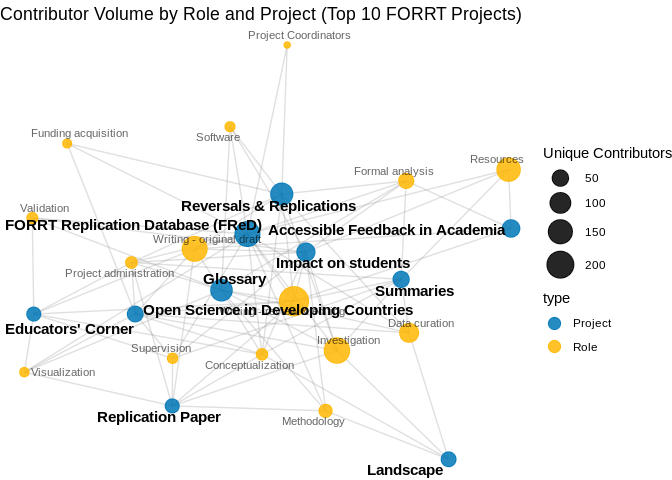 Contributor Volume by Role and Project (Top 10 FORRT Projects)
Project Coordinators
Funding acquisition
Software
Formal analysis
Resources
Validation
Reversals & Replications
FORRT Replication Database (FReD)
Accessible Feedback in Academia
Writing - original draft
Impact on students
Project administration
Glossary
Summaries
Open Science in Developing Countries
Educators' Corner
Data curation
Investigation
Supervision
Conceptualization
Visualization
Replication Paper
Methodology
Landscape
Unique Contributors
50
100
150
200
type
Project
Role